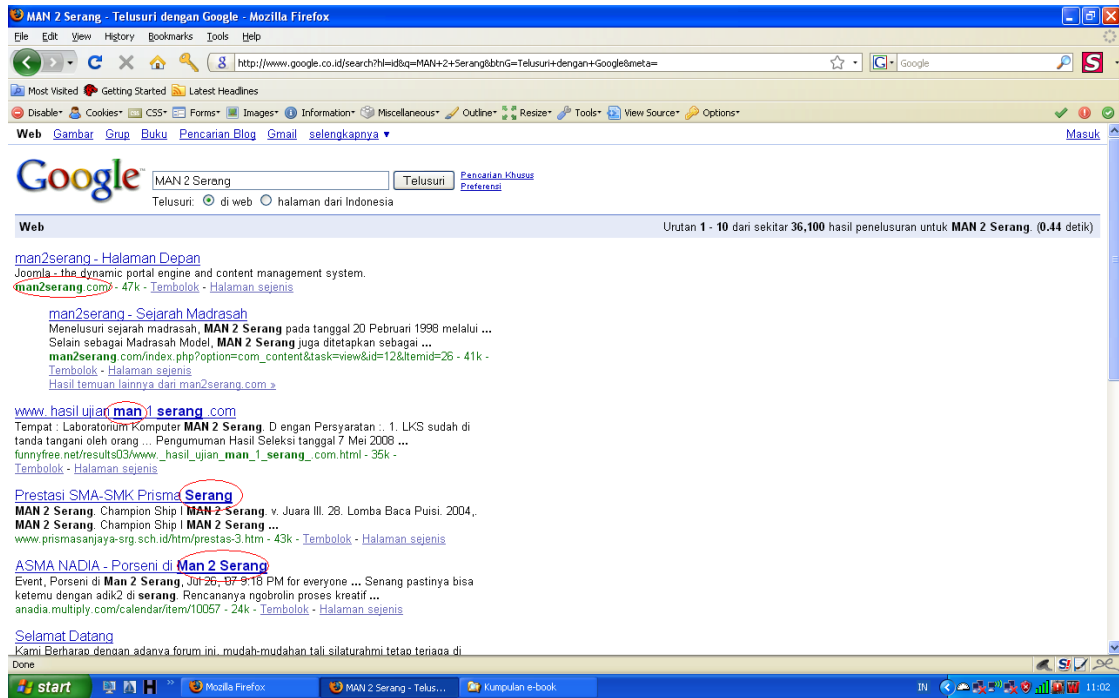 MAN 2 Serang - Telusuri dengan Google - Mozilla Firefox
File Edit View History Bookmarks Tools Help
http://www.google.co.id/search?hl=id&q=MAN+2+Serang&btnG=Telusuri+dengan+Google&meta= Google
Most Visited Getting Started Latest Headlines
Disable Cookies CSS Forms Images Information Miscellaneous Outline Resize Tools View Source Options
Web Gambar Grup Buku Pencarian Blog Gmail selengkapnya ▼ Masuk
Google MAN 2 Serang Telusuri Pencarian Khusus
Preferensi
Telusuri: di web halaman dari Indonesia
Web Urutan 1 - 10 dari sekitar 36,100 hasil penelusuran untuk MAN 2 Serang. (0.44 detik)
man2serang - Halaman Depan
Joomla - the dynamic portal engine and content management system.
man2serang.com/ - 47k - Tembolok - Halaman sejenis
man2serang - Sejarah Madrasah
Menelusuri sejarah madrasah, MAN 2 Serang pada tanggal 20 Pebruari 1998 melalui ...
Selain sebagai Madrasah Model, MAN 2 Serang juga ditetapkan sebagai ...
man2serang.com/index.php?option=com_content&task=view&id=12&Itemid=26 - 41k -
Tembolok - Halaman sejenis
Hasil temuan lainnya dari man2serang.com »
www. hasil ujian man 1 serang .com
Tempat : Laboratorium Komputer MAN 2 Serang. D engan Persyaratan :. 1. LKS sudah di
tanda tangani oleh orang ... Pengumuman Hasil Seleksi tanggal 7 Mei 2008 ...
funnyfree.net/results03/www._hasil_ujian_man_1_serang_.com.html - 35k -
Tembolok - Halaman sejenis
Prestasi SMA-SMK Prisma Serang
MAN 2 Serang. Champion Ship I MAN 2 Serang. v. Juara III. 28. Lomba Baca Puisi. 2004,.
MAN 2 Serang. Champion Ship I MAN 2 Serang ...
www.prismasanjaya-srg.sch.id/htm/prestas-3.htm - 43k - Tembolok - Halaman sejenis
ASMA NADIA - Porseni di Man 2 Serang
Event, Porseni di Man 2 Serang, Jul 26, '07 9:18 PM for everyone ... Senang pastinya bisa
ketemu dengan adik2 di serang. Rencananya ngobrolin proses kreatif ...
anadia.multiply.com/calendar/item/10057 - 24k - Tembolok - Halaman sejenis
Selamat Datang
Kami Berharap dengan adanya forum ini, mudah-mudahan tali silaturahmi tetap terjaga di
Done
start Mozilla Firefox MAN 2 Serang - Telus... Kumpulan e-book IN 11:02